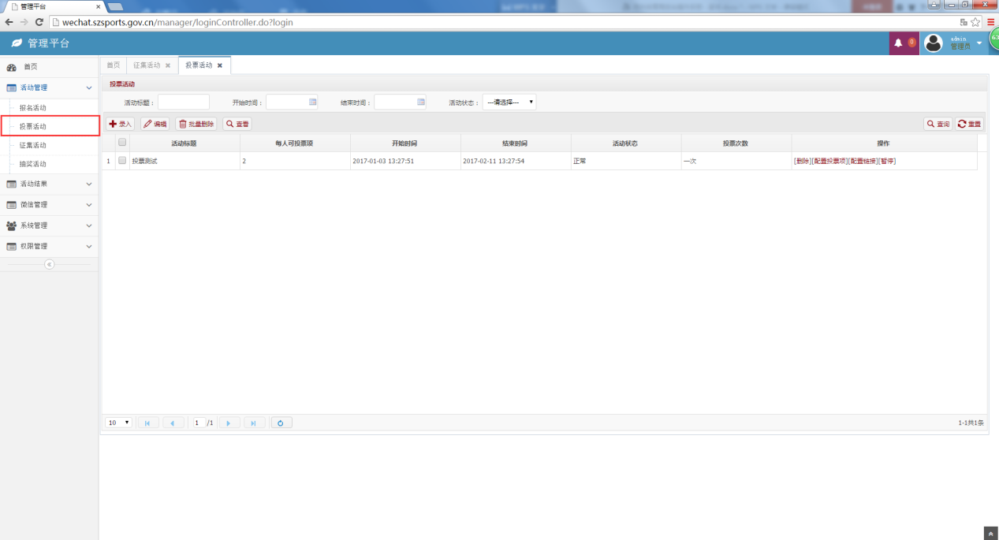 管理平台
wechat.szsports.gov.cn/manager/loginController.do?login
管理平台
0
admin
管理员
63
首页
活动管理
报名活动
投票活动
征集活动
抽奖活动
活动结果
微信管理
系统管理
权限管理
首页 征集活动 投票活动
投票活动
活动标题： 开始时间： 结束时间： 活动状态： ---请选择---
录入 编辑 批量删除 查看 查询 重置
活动标题 每人可投票项 开始时间 结束时间 活动状态 投票次数 操作
1 投票测试 2 2017-01-03 13:27:51 2017-02-11 13:27:54 正常 一次 [删除][配置投票项][配置链接][暂停]
10 1 /1 1-1共1条